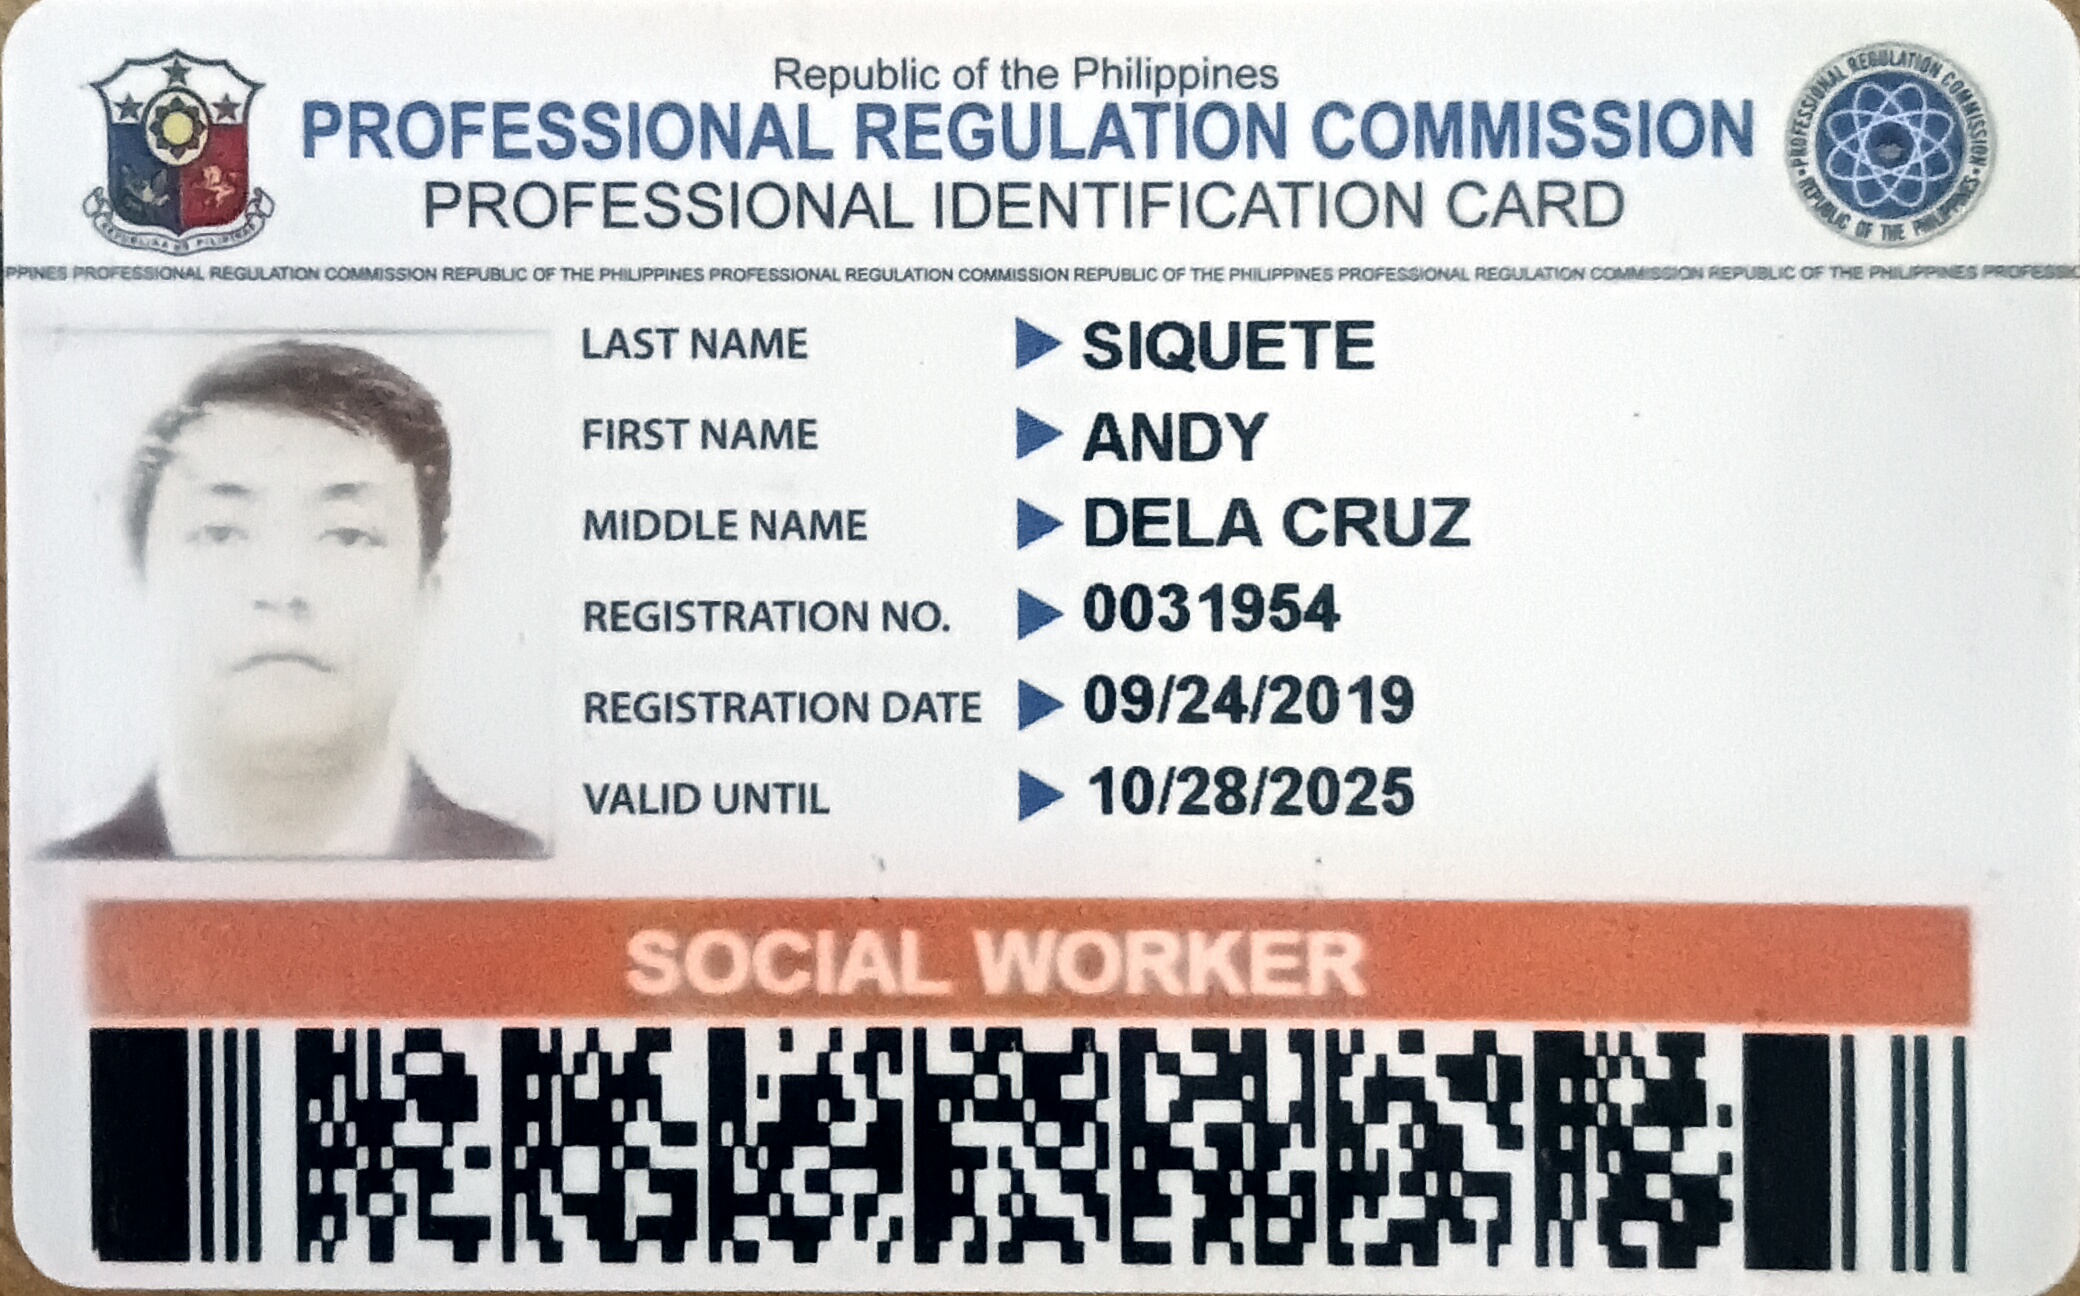 Republic of the Philippines
PROFESSIONAL REGULATION COMMISSION
PROFESSIONAL IDENTIFICATION CARD
REPUBLIKA NG PILIPINAS
PROFESSIONAL REGULATION COMMISSION
REPUBLIC OF THE PHILIPPINES
PPINES PROFESSIONAL REGULATION COMMISSION REPUBLIC OF THE PHILIPPINES PROFESSIONAL REGULATION COMMISSION REPUBLIC OF THE PHILIPPINES PROFESSIONAL REGULATION COMMISSION REPUBLIC OF THE PHILIPPINES PROFESSIO
LAST NAME SIQUETE
FIRST NAME ANDY
MIDDLE NAME DELA CRUZ
REGISTRATION NO. 0031954
REGISTRATION DATE 09/24/2019
VALID UNTIL 10/28/2025
SOCIAL WORKER